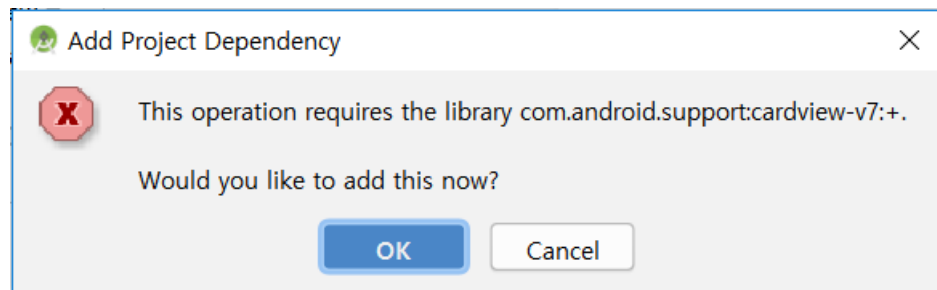 Add Project Dependency
This operation requires the library com.android.support:cardview-v7:+.
Would you like to add this now?
OK
Cancel